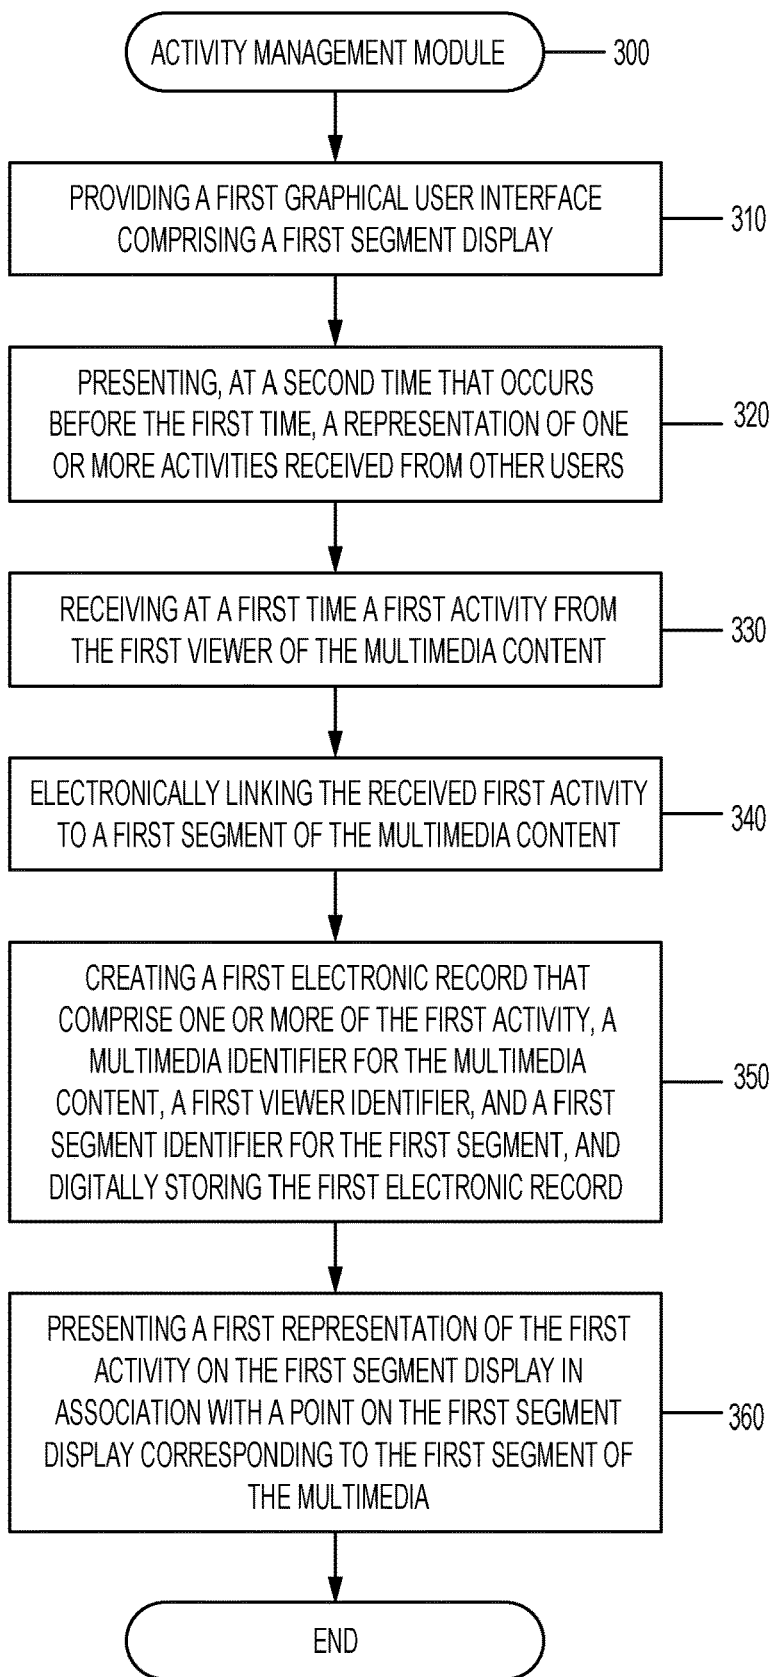 ACTIVITY MANAGEMENT MODULE
300
PROVIDING A FIRST GRAPHICAL USER INTERFACE
COMPRISING A FIRST SEGMENT DISPLAY
310
PRESENTING, AT A SECOND TIME THAT OCCURS
BEFORE THE FIRST TIME, A REPRESENTATION OF ONE
OR MORE ACTIVITIES RECEIVED FROM OTHER USERS
320
RECEIVING AT A FIRST TIME A FIRST ACTIVITY FROM
THE FIRST VIEWER OF THE MULTIMEDIA CONTENT
330
ELECTRONICALLY LINKING THE RECEIVED FIRST ACTIVITY
TO A FIRST SEGMENT OF THE MULTIMEDIA CONTENT
340
CREATING A FIRST ELECTRONIC RECORD THAT
COMPRISE ONE OR MORE OF THE FIRST ACTIVITY, A
MULTIMEDIA IDENTIFIER FOR THE MULTIMEDIA
CONTENT, A FIRST VIEWER IDENTIFIER, AND A FIRST
SEGMENT IDENTIFIER FOR THE FIRST SEGMENT, AND
DIGITALLY STORING THE FIRST ELECTRONIC RECORD
350
PRESENTING A FIRST REPRESENTATION OF THE FIRST
ACTIVITY ON THE FIRST SEGMENT DISPLAY IN
ASSOCIATION WITH A POINT ON THE FIRST SEGMENT
DISPLAY CORRESPONDING TO THE FIRST SEGMENT OF
THE MULTIMEDIA
360
END